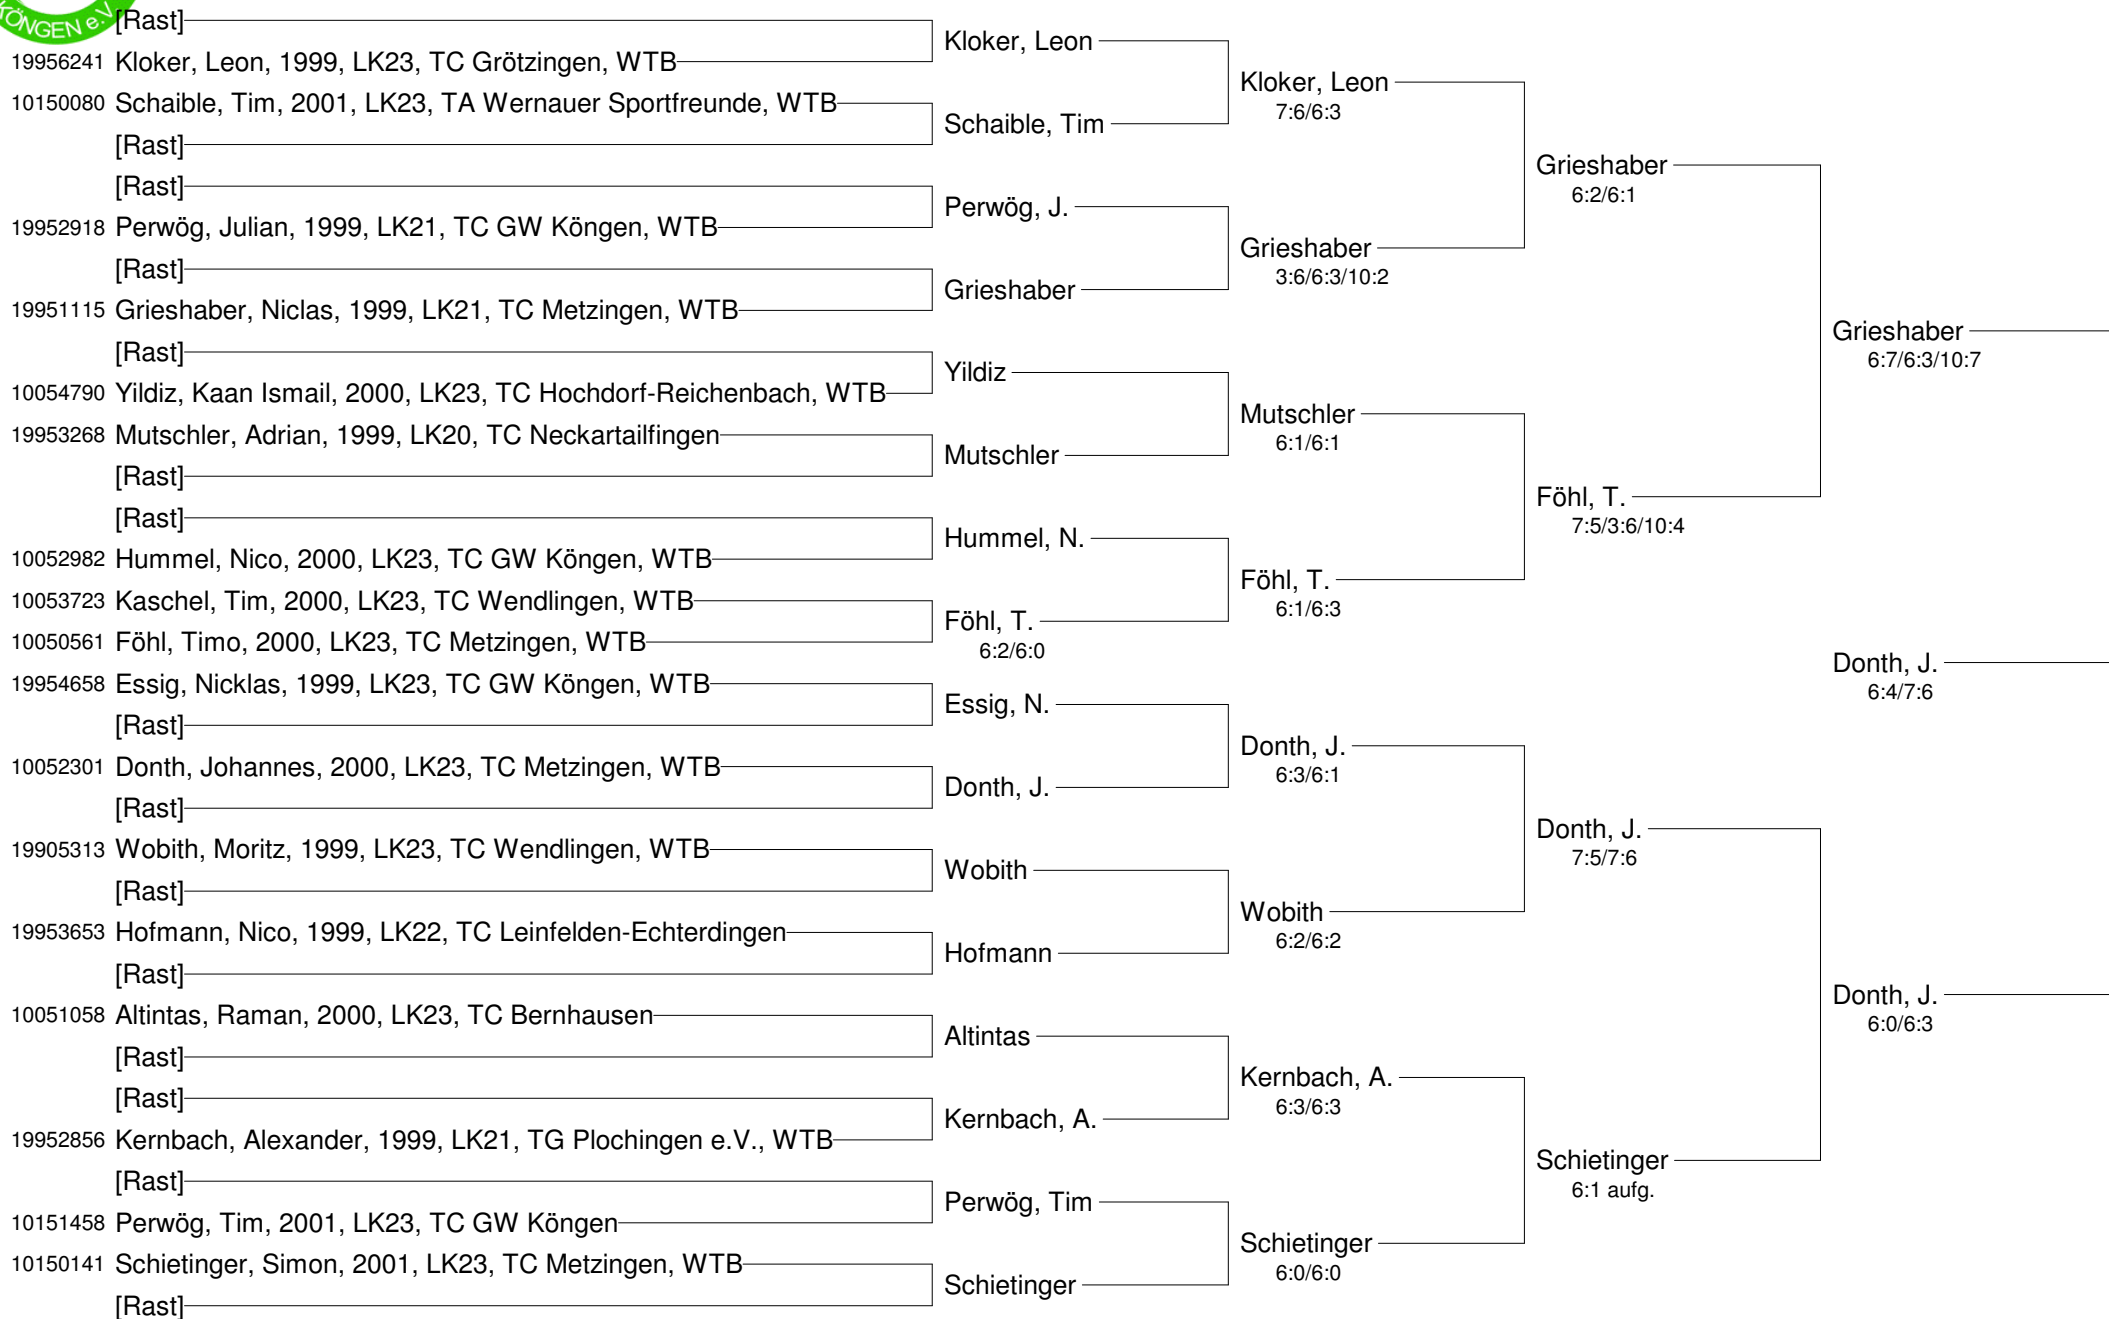 KÖNGEN e.V.
[Rast]
19956241 Kloker, Leon, 1999, LK23, TC Grötzingen, WTB
10150080 Schaible, Tim, 2001, LK23, TA Wernauer Sportfreunde, WTB
[Rast]
[Rast]
19952918 Perwög, Julian, 1999, LK21, TC GW Köngen, WTB
[Rast]
19951115 Grieshaber, Niclas, 1999, LK21, TC Metzingen, WTB
[Rast]
10054790 Yildiz, Kaan Ismail, 2000, LK23, TC Hochdorf-Reichenbach, WTB
19953268 Mutschler, Adrian, 1999, LK20, TC Neckartailfingen
[Rast]
[Rast]
10052982 Hummel, Nico, 2000, LK23, TC GW Köngen, WTB
10053723 Kaschel, Tim, 2000, LK23, TC Wendlingen, WTB
10050561 Föhl, Timo, 2000, LK23, TC Metzingen, WTB
19954658 Essig, Nicklas, 1999, LK23, TC GW Köngen, WTB
[Rast]
10052301 Donth, Johannes, 2000, LK23, TC Metzingen, WTB
[Rast]
19905313 Wobith, Moritz, 1999, LK23, TC Wendlingen, WTB
[Rast]
19953653 Hofmann, Nico, 1999, LK22, TC Leinfelden-Echterdingen
[Rast]
10051058 Altintas, Raman, 2000, LK23, TC Bernhausen
[Rast]
[Rast]
19952856 Kernbach, Alexander, 1999, LK21, TG Plochingen e.V., WTB
[Rast]
10151458 Perwög, Tim, 2001, LK23, TC GW Köngen
10150141 Schietinger, Simon, 2001, LK23, TC Metzingen, WTB
[Rast]
Kloker, Leon
Schaible, Tim
Perwög, J.
Grieshaber
Yildiz
Mutschler
Hummel, N.
Föhl, T.
6:2/6:0
Essig, N.
Donth, J.
Wobith
Hofmann
Altintas
Kernbach, A.
Perwög, Tim
Schietinger
Kloker, Leon
7:6/6:3
Grieshaber
3:6/6:3/10:2
Mutschler
6:1/6:1
Föhl, T.
6:1/6:3
Donth, J.
6:3/6:1
Wobith
6:2/6:2
Kernbach, A.
6:3/6:3
Schietinger
6:0/6:0
Grieshaber
6:2/6:1
Föhl, T.
7:5/3:6/10:4
Donth, J.
7:5/7:6
Schietinger
6:1 aufg.
Grieshaber
6:7/6:3/10:7
Donth, J.
6:4/7:6
Donth, J.
6:0/6:3